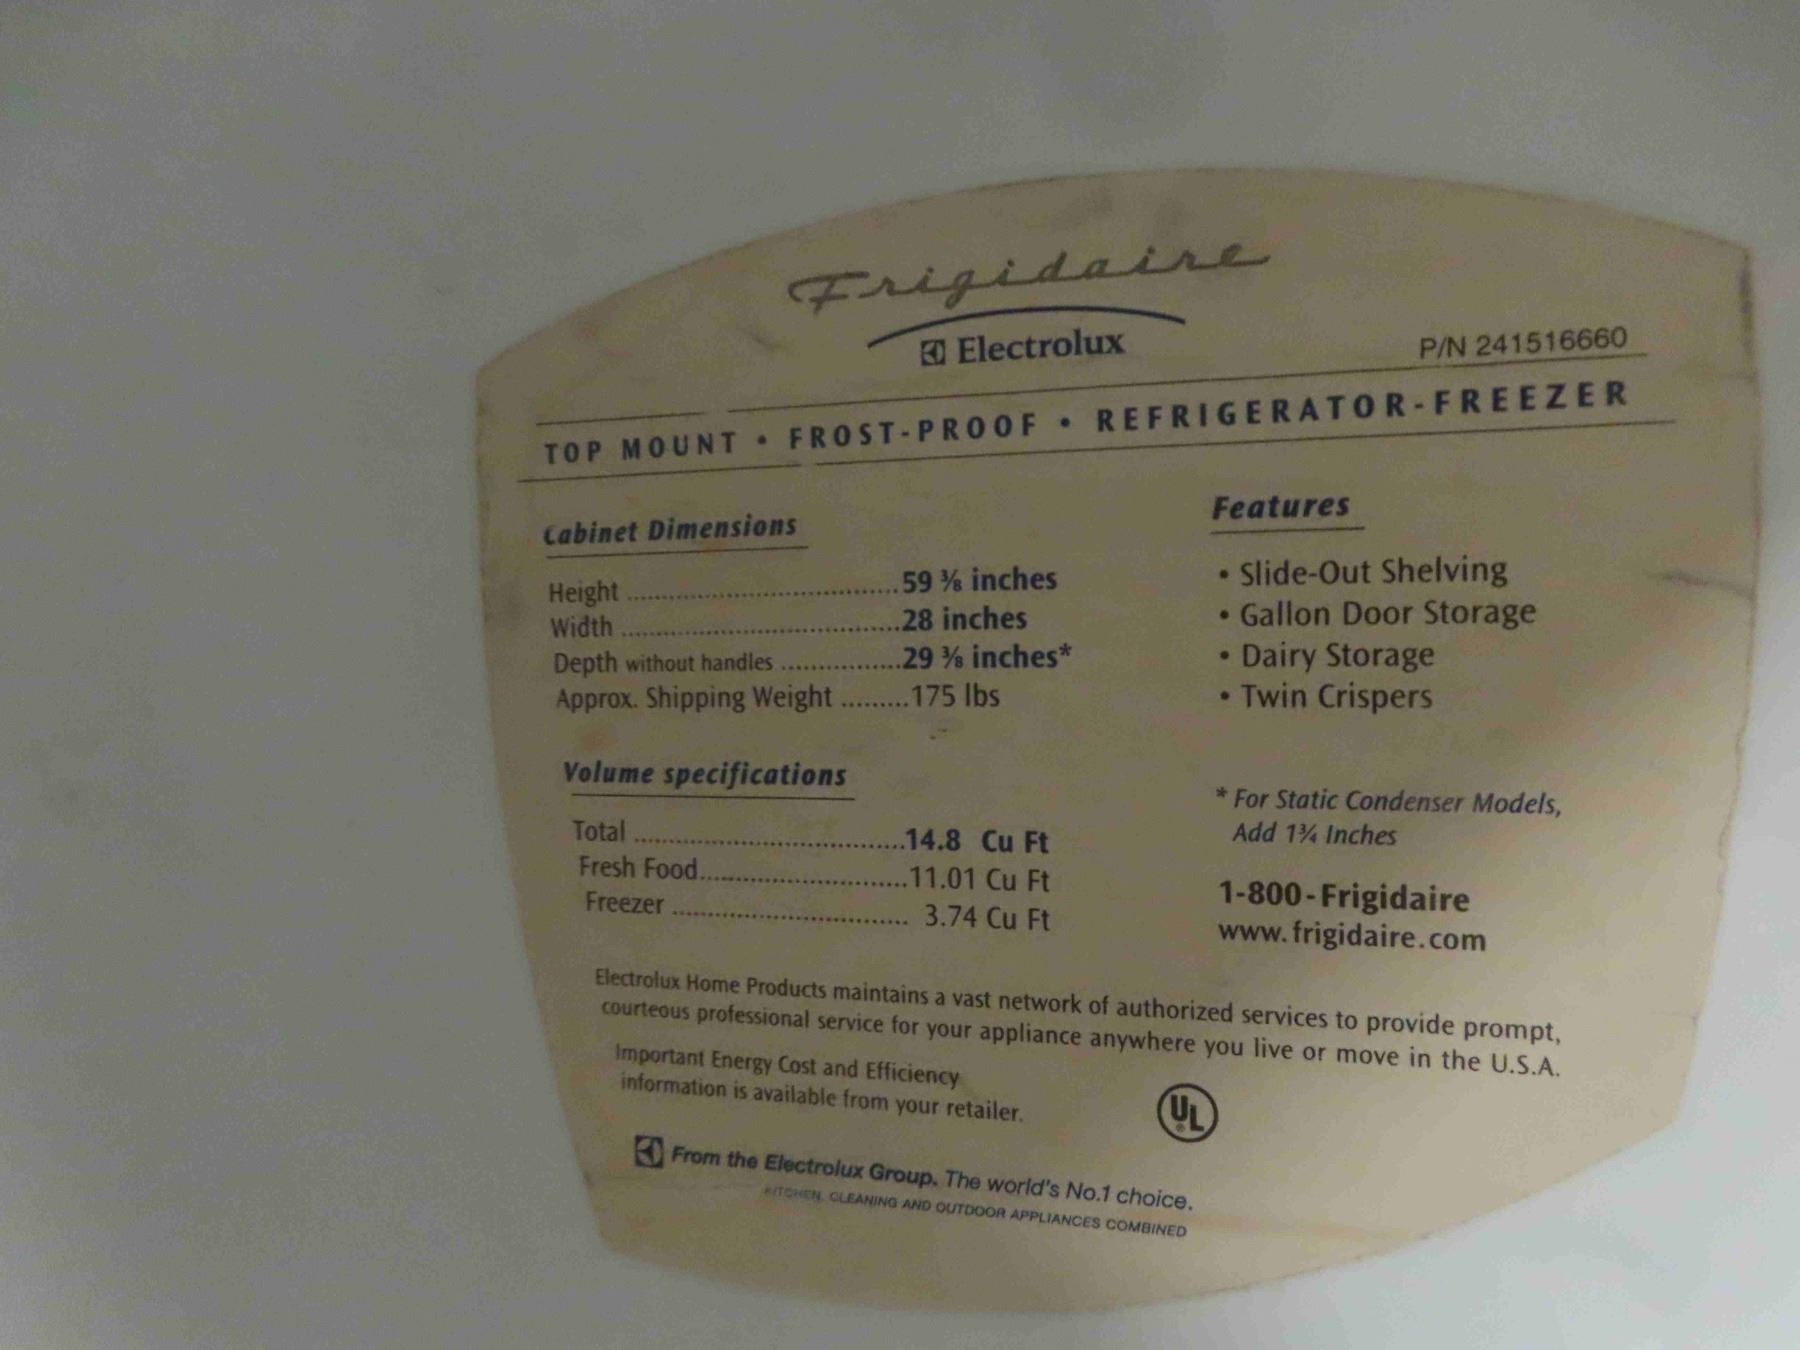 Frigidaire
Electrolux
P/N 241516660
TOP MOUNT • FROST-PROOF • REFRIGERATOR-FREEZER
Cabinet Dimensions
Height ................................. 59 ⅜ inches
Width .................................. 28 inches
Depth without handles ................. 29 ⅜ inches*
Approx. Shipping Weight ......... 175 lbs
Volume specifications
Total ................................. 14.8 Cu Ft
Fresh Food............................ 11.01 Cu Ft
Freezer ............................... 3.74 Cu Ft
Features
• Slide-Out Shelving
• Gallon Door Storage
• Dairy Storage
• Twin Crispers
* For Static Condenser Models,
Add 1¾ Inches
1-800-Frigidaire
www.frigidaire.com
Electrolux Home Products maintains a vast network of authorized services to provide prompt,
courteous professional service for your appliance anywhere you live or move in the U.S.A.
Important Energy Cost and Efficiency
information is available from your retailer.
UL ®
From the Electrolux Group. The world's No.1 choice.
KITCHEN, CLEANING AND OUTDOOR APPLIANCES COMBINED